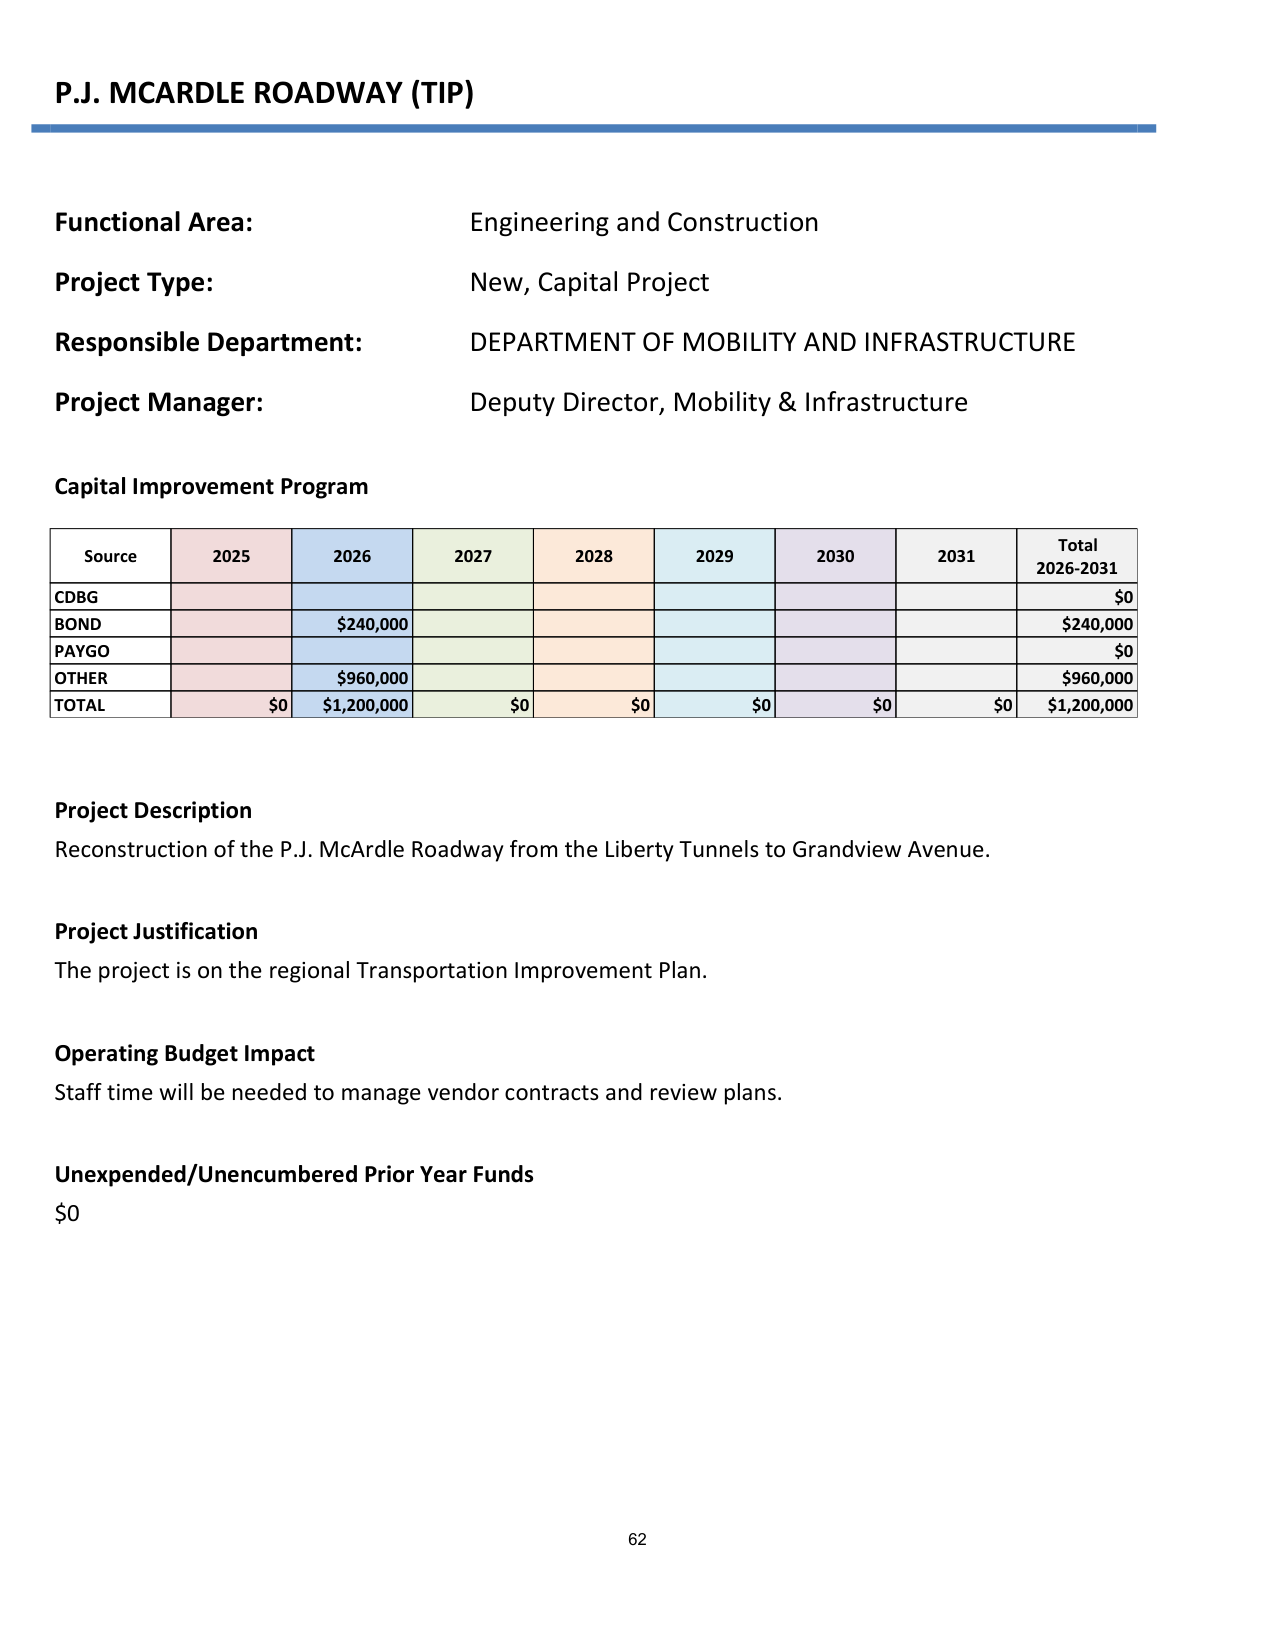 P.J. MCARDLE ROADWAY (TIP)
Functional Area: Engineering and Construction
Project Type: New, Capital Project
Responsible Department: DEPARTMENT OF MOBILITY AND INFRASTRUCTURE
Project Manager: Deputy Director, Mobility & Infrastructure
Capital Improvement Program
Source 2025 2026 2027 2028 2029 2030 2031 Total 2026-2031
CDBG $0
BOND $240,000 $240,000
PAYGO $0
OTHER $960,000 $960,000
TOTAL $0 $1,200,000 $0 $0 $0 $0 $0 $1,200,000
Project Description
Reconstruction of the P.J. McArdle Roadway from the Liberty Tunnels to Grandview Avenue.
Project Justification
The project is on the regional Transportation Improvement Plan.
Operating Budget Impact
Staff time will be needed to manage vendor contracts and review plans.
Unexpended/Unencumbered Prior Year Funds
$0
62